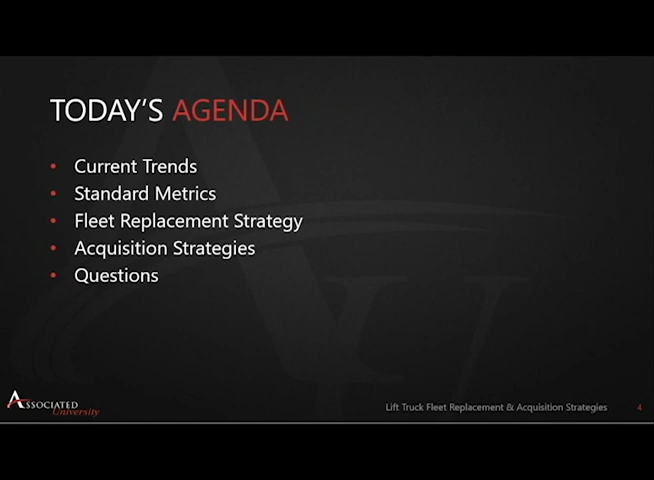 TODAY'S AGENDA
• Current Trends
• Standard Metrics
• Fleet Replacement Strategy
• Acquisition Strategies
• Questions
ASSOCIATED
University
Lift Truck Fleet Replacement & Acquisition Strategies 4